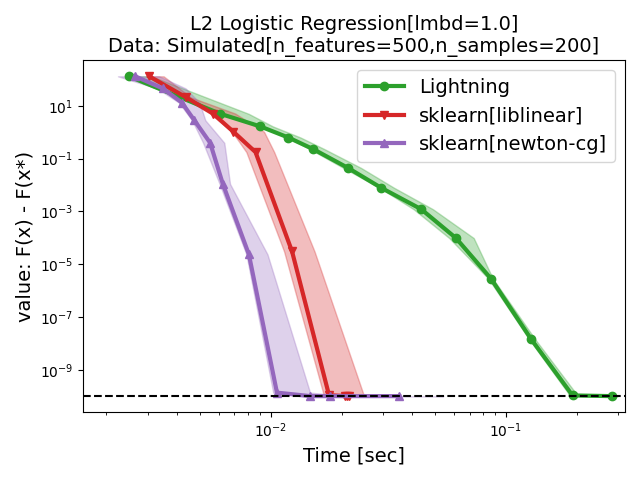 L2 Logistic Regression[lmbd=1.0]
Data: Simulated[n_features=500,n_samples=200]
value: F(x) - F(x*)
10¹
10⁻¹
10⁻³
10⁻⁵
10⁻⁷
10⁻⁹
Lightning
sklearn[liblinear]
sklearn[newton-cg]
10⁻²
10⁻¹
Time [sec]